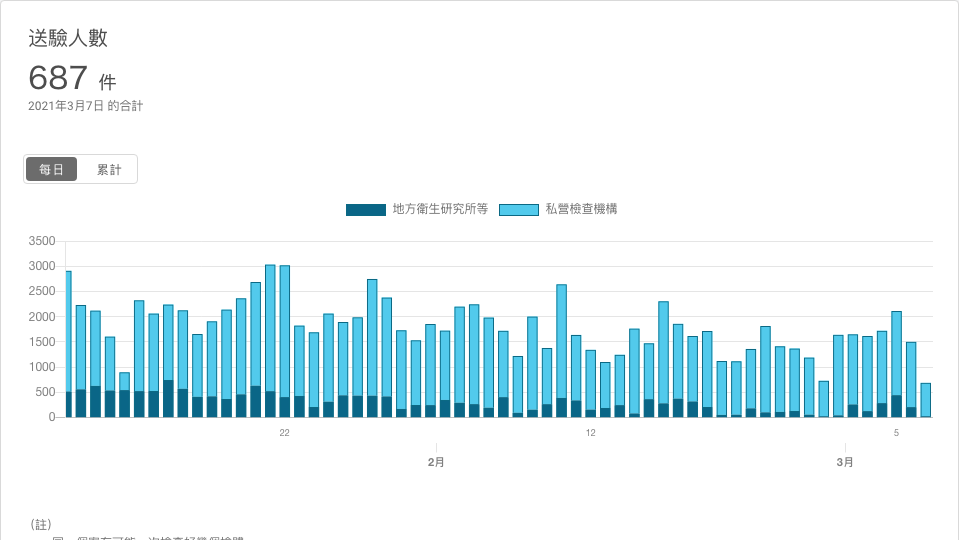 送驗人數
687 件
2021年3月7日 的合計
每日 累計
地方衛生研究所等 私營檢查機構
3500
3000
2500
2000
1500
1000
500
0
22 12 5
2月 3月
(註)